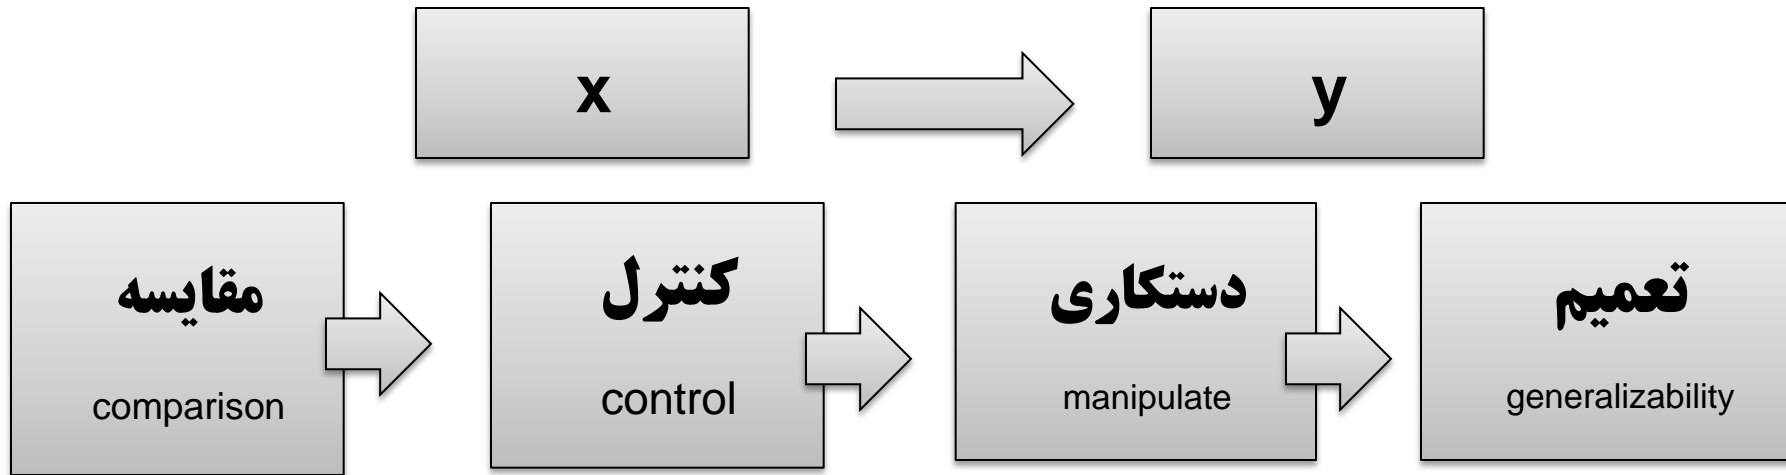 x
y
مقایسه
comparison
کنترل
control
دستکاری
manipulate
تعمیم
generalizability